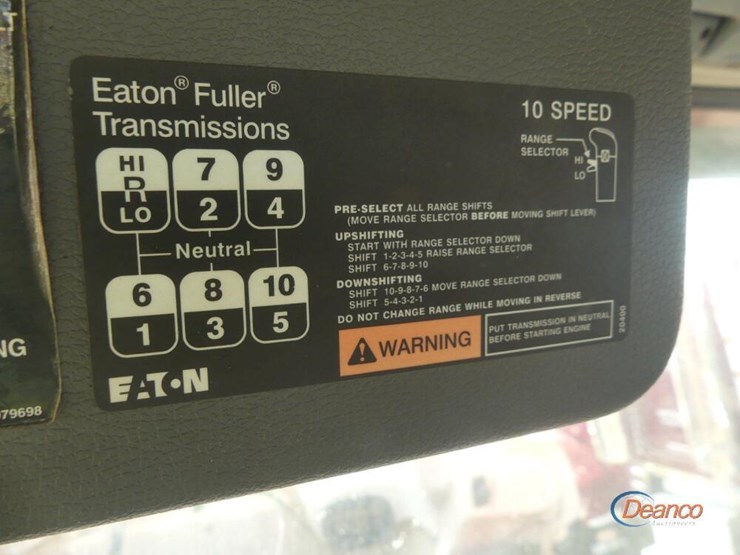 Eaton® Fuller®
Transmissions
HI
R
LO
7
2
9
4
Neutral
6
1
8
3
10
5
EATON
10 SPEED
RANGE
SELECTOR
HI
LO
PRE-SELECT ALL RANGE SHIFTS
(MOVE RANGE SELECTOR BEFORE MOVING SHIFT LEVER)
UPSHIFTING
START WITH RANGE SELECTOR DOWN
SHIFT 1-2-3-4-5 RAISE RANGE SELECTOR
SHIFT 6-7-8-9-10
DOWNSHIFTING
SHIFT 10-9-8-7-6 MOVE RANGE SELECTOR DOWN
SHIFT 5-4-3-2-1
DO NOT CHANGE RANGE WHILE MOVING IN REVERSE
WARNING
PUT TRANSMISSION IN NEUTRAL
BEFORE STARTING ENGINE
20400
NG
79698
Deanco
Auctioneers